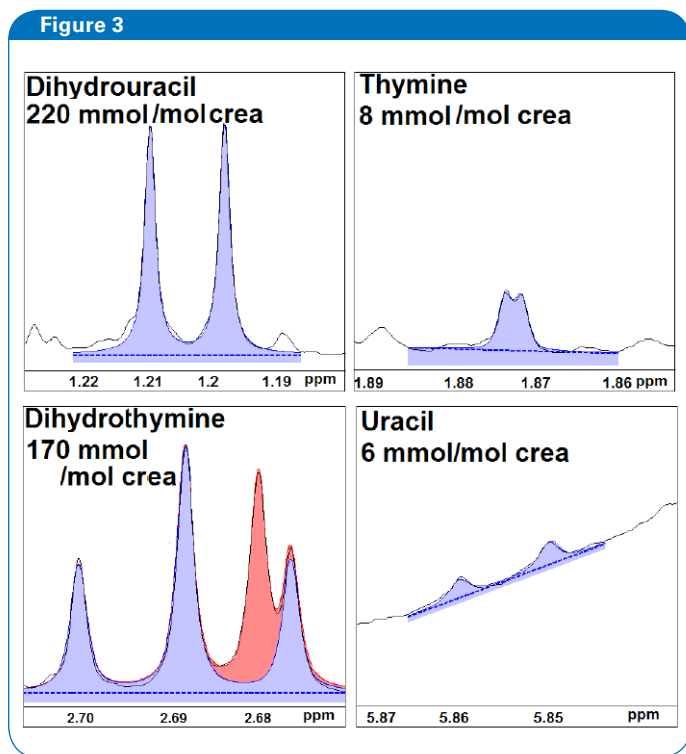 Figure 3
Dihydrouracil
220 mmol/mol crea
1.22 1.21 1.2 1.19 ppm
Thymine
8 mmol/mol crea
1.89 1.88 1.87 1.86 ppm
Dihydrothymine
170 mmol
/mol crea
2.70 2.69 2.68 ppm
Uracil
6 mmol/mol crea
5.87 5.86 5.85 ppm